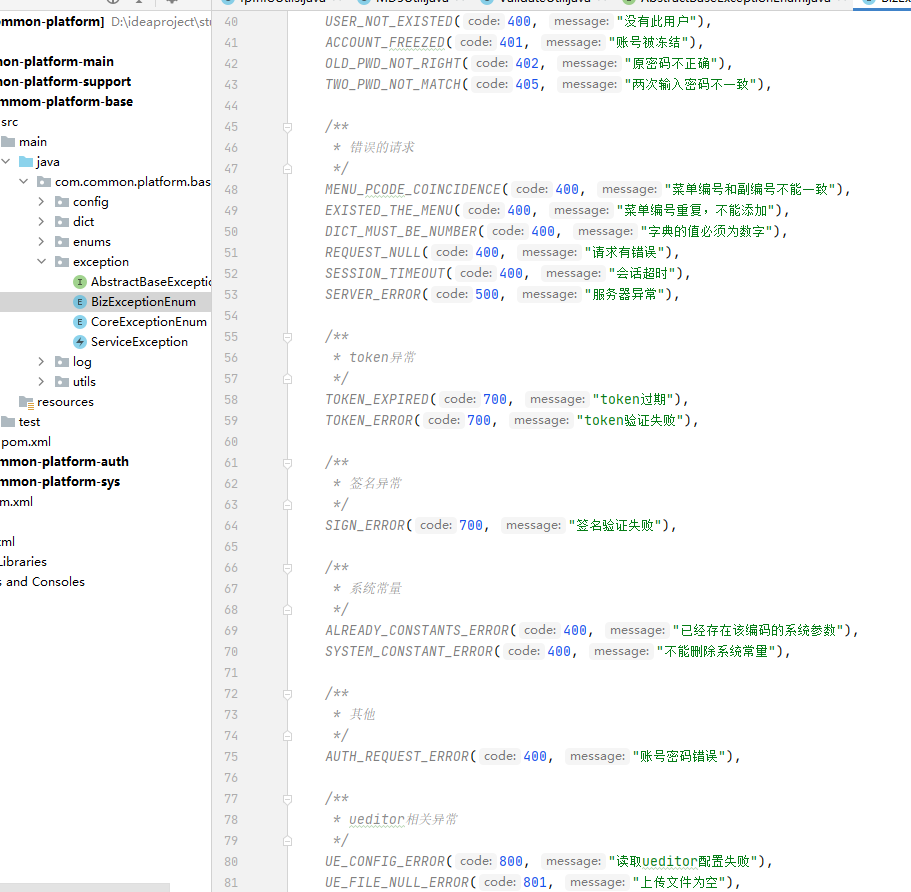 mmon-platform] D:\ideaproject\stu
non-platform-main
non-platform-support
mmom-platform-base
src
main
java
com.common.platform.bas
config
dict
enums
exception
AbstractBaseExceptio
BizExceptionEnum
CoreExceptionEnum
ServiceException
log
utils
resources
test
pom.xml
mmon-platform-auth
mmon-platform-sys
m.xml
xml
Libraries
s and Consoles
40 USER_NOT_EXISTED( code: 400, message: "没有此用户"),
41 ACCOUNT_FREEZED( code: 401, message: "账号被冻结"),
42 OLD_PWD_NOT_RIGHT( code: 402, message: "原密码不正确"),
43 TWO_PWD_NOT_MATCH( code: 405, message: "两次输入密码不一致"),
44
45 /**
46 * 错误的请求
47 */
48 MENU_PCODE_COINCIDENCE( code: 400, message: "菜单编号和副编号不能一致"),
49 EXISTED_THE_MENU( code: 400, message: "菜单编号重复，不能添加"),
50 DICT_MUST_BE_NUMBER( code: 400, message: "字典的值必须为数字"),
51 REQUEST_NULL( code: 400, message: "请求有错误"),
52 SESSION_TIMEOUT( code: 400, message: "会话超时"),
53 SERVER_ERROR( code: 500, message: "服务器异常"),
54
55 /**
56 * token异常
57 */
58 TOKEN_EXPIRED( code: 700, message: "token过期"),
59 TOKEN_ERROR( code: 700, message: "token验证失败"),
60
61 /**
62 * 签名异常
63 */
64 SIGN_ERROR( code: 700, message: "签名验证失败"),
65
66 /**
67 * 系统常量
68 */
69 ALREADY_CONSTANTS_ERROR( code: 400, message: "已经存在该编码的系统参数"),
70 SYSTEM_CONSTANT_ERROR( code: 400, message: "不能删除系统常量"),
71
72 /**
73 * 其他
74 */
75 AUTH_REQUEST_ERROR( code: 400, message: "账号密码错误"),
76
77 /**
78 * ueditor相关异常
79 */
80 UE_CONFIG_ERROR( code: 800, message: "读取ueditor配置失败"),
81 UE_FILE_NULL_ERROR( code: 801, message: "上传文件为空"),